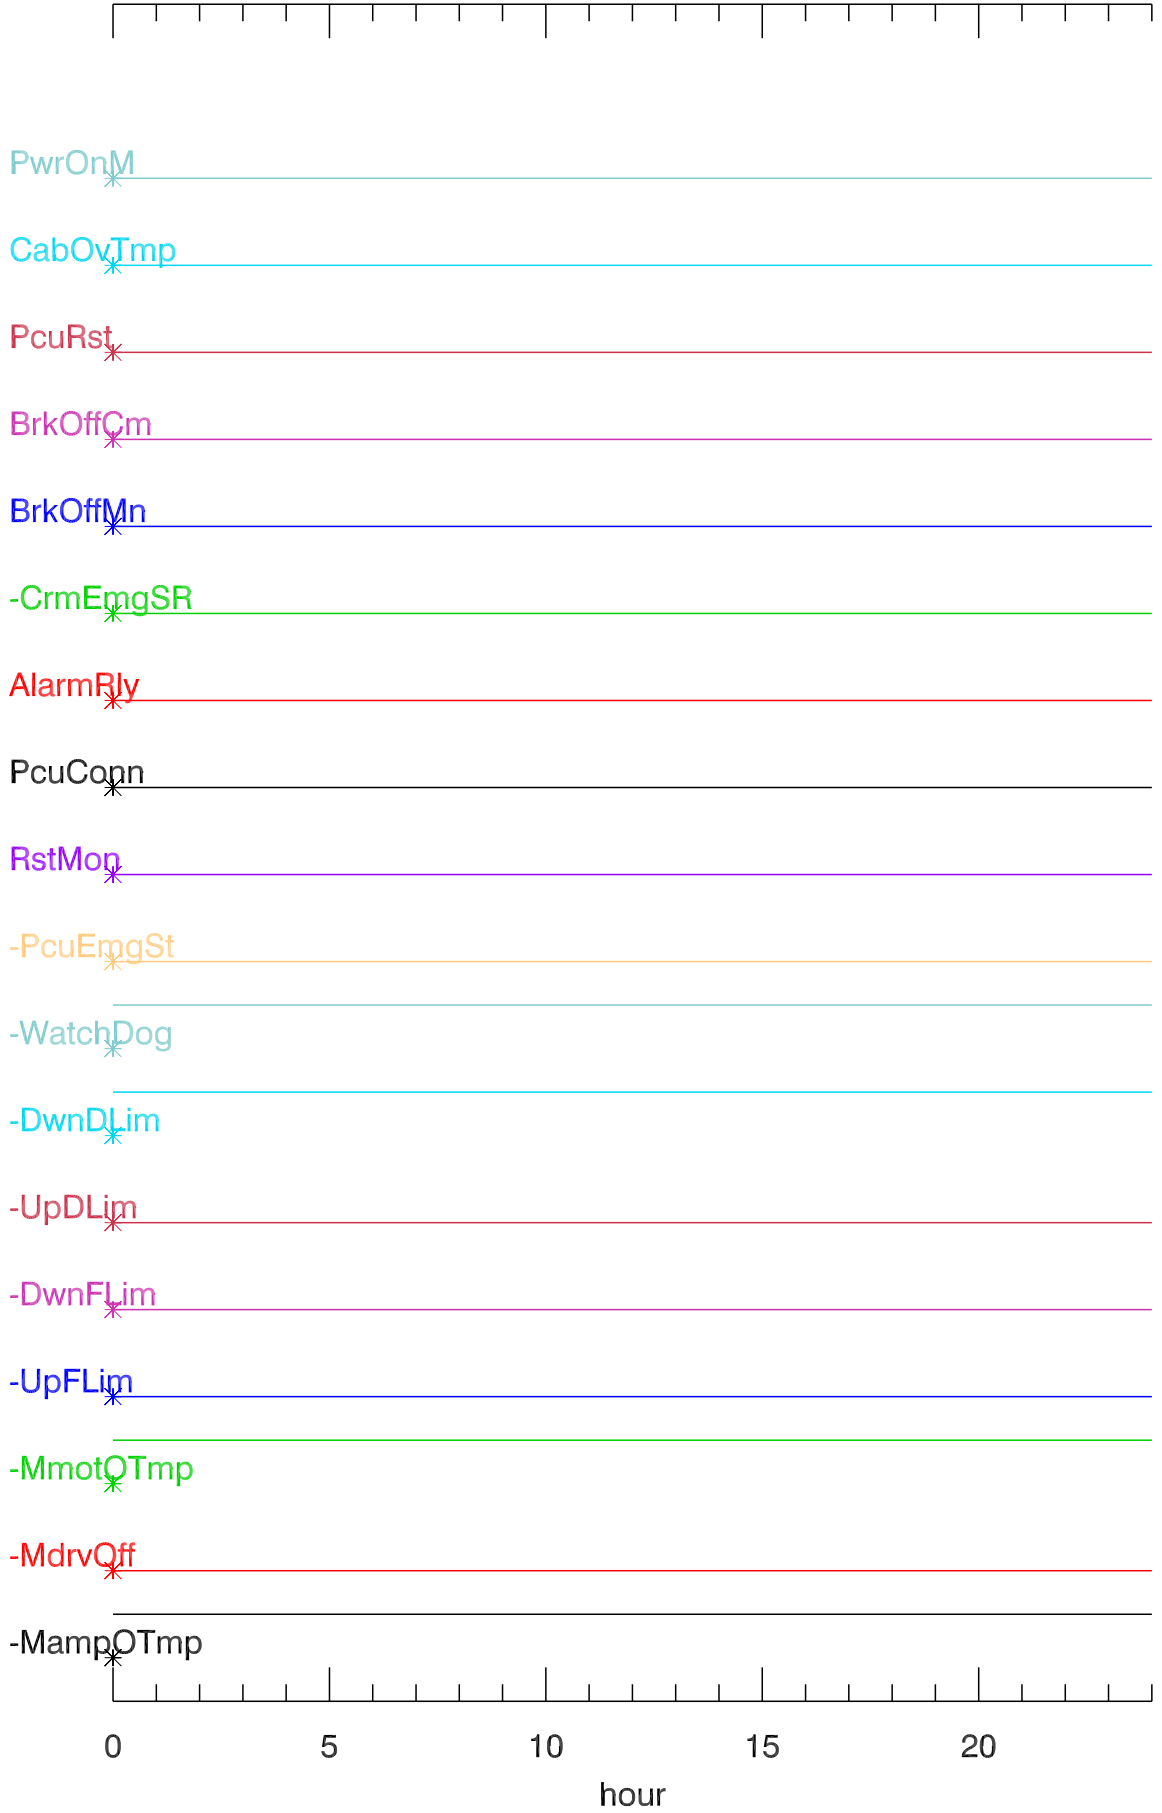 PwrOnM
CabOvTmp
PcuRst
BrkOffCm
BrkOffMn
-CrmEmgSR
AlarmRly
PcuConn
RstMon
-PcuEmgSt
-WatchDog
-DwnDLim
-UpDLim
-DwnFLim
-UpFLim
-MmotOTmp
-MdrvOff
-MampOTmp
0 5 10 15 20
hour